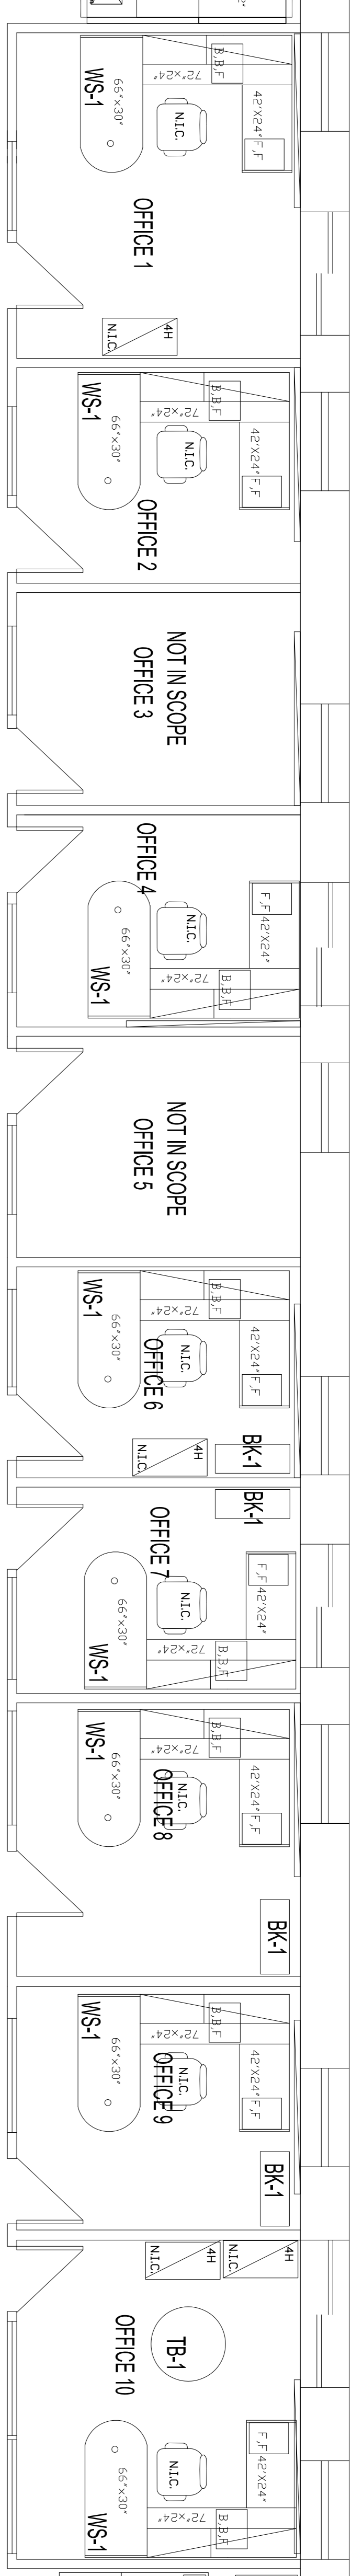 B,B,F
72"x24"
66"x30"
WS-1
42'X24"
F,F
N.I.C.
OFFICE 1
4H
N.I.C.
B,B,F
72"x24"
66"x30"
WS-1
42'X24"
F,F
N.I.C.
OFFICE 2
NOT IN SCOPE
OFFICE 3
OFFICE 4
F,F
42'X24"
N.I.C.
66"x30"
WS-1
72"x24"
B,B,F
NOT IN SCOPE
OFFICE 5
B,B,F
72"x24"
66"x30"
WS-1
42'X24"
F,F
N.I.C.
OFFICE 6
4H
N.I.C.
BK-1
BK-1
OFFICE 7
F,F
42'X24"
N.I.C.
66"x30"
WS-1
72"x24"
B,B,F
B,B,F
72"x24"
66"x30"
WS-1
42'X24"
F,F
N.I.C.
OFFICE 8
BK-1
B,B,F
72"x24"
66"x30"
WS-1
42'X24"
F,F
N.I.C.
OFFICE 9
BK-1
4H
N.I.C.
4H
N.I.C.
TB-1
OFFICE 10
F,F
42'X24"
N.I.C.
66"x30"
WS-1
72"x24"
B,B,F